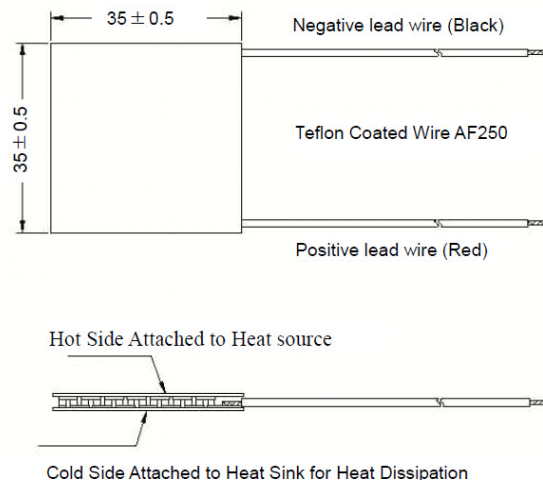 35 ± 0.5
Negative lead wire (Black)
35 ± 0.5
Teflon Coated Wire AF250
Positive lead wire (Red)
Hot Side Attached to Heat source
Cold Side Attached to Heat Sink for Heat Dissipation